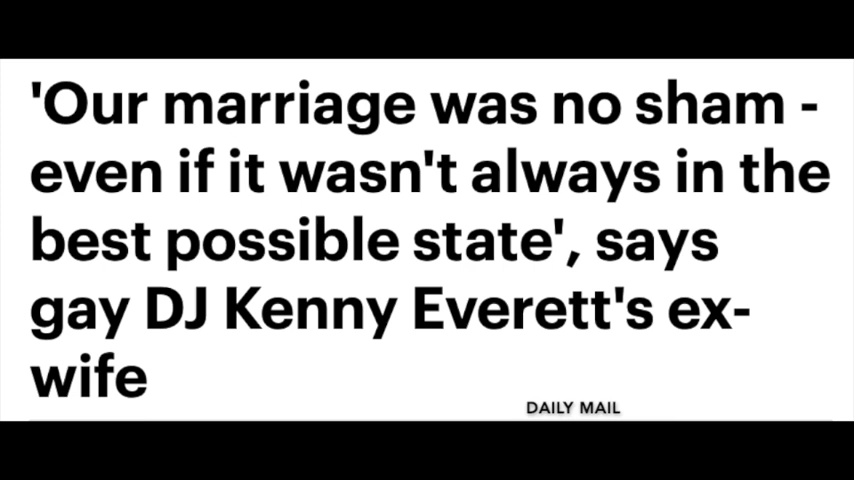 'Our marriage was no sham -
even if it wasn't always in the
best possible state', says
gay DJ Kenny Everett's ex-
wife
DAILY MAIL